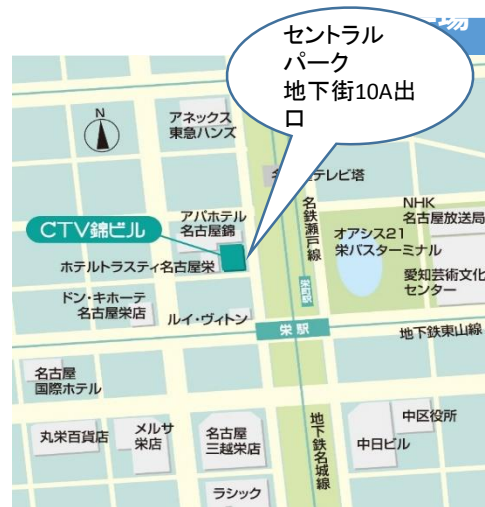 場
セントラル
パーク
地下街10A出
口
N
アネックス
東急ハンズ
テレビ塔
名鉄瀬戸線
NHK
名古屋放送局
オアシス21
栄バスターミナル
愛知芸術文化
センター
アパホテル
名古屋錦
CTV錦ビル
ホテルトラスティ名古屋栄
ドン・キホーテ
名古屋栄店
ルイ・ヴィトン
栄町駅
栄駅
地下鉄東山線
名古屋
国際ホテル
丸栄百貨店
メルサ
栄店
名古屋
三越栄店
ラシック
地下鉄名城線
中日ビル
中区役所